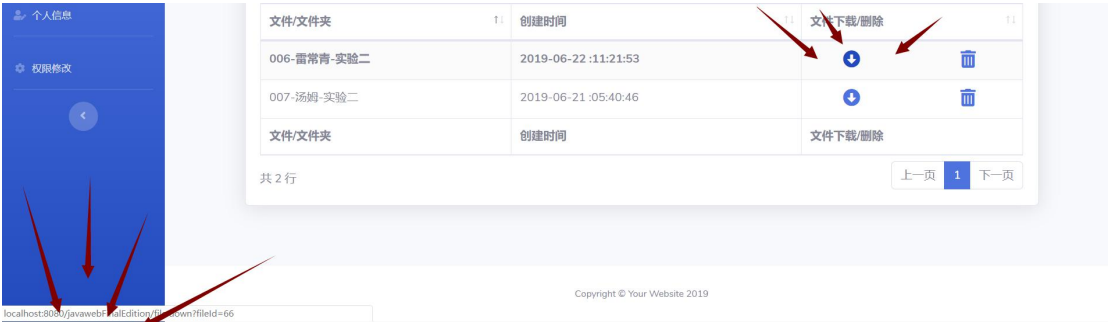 个人信息
文件/文件夹 创建时间 文件下载/删除
006-雷常青-实验二 2019-06-22 :11:21:53
权限修改
007-汤姆-实验二 2019-06-21 :05:40:46
文件/文件夹 创建时间 文件下载/删除
共 2 行 上一页 1 下一页
Copyright © Your Website 2019
localhost:8080/javawebFinalEdition/filedown?fileId=66